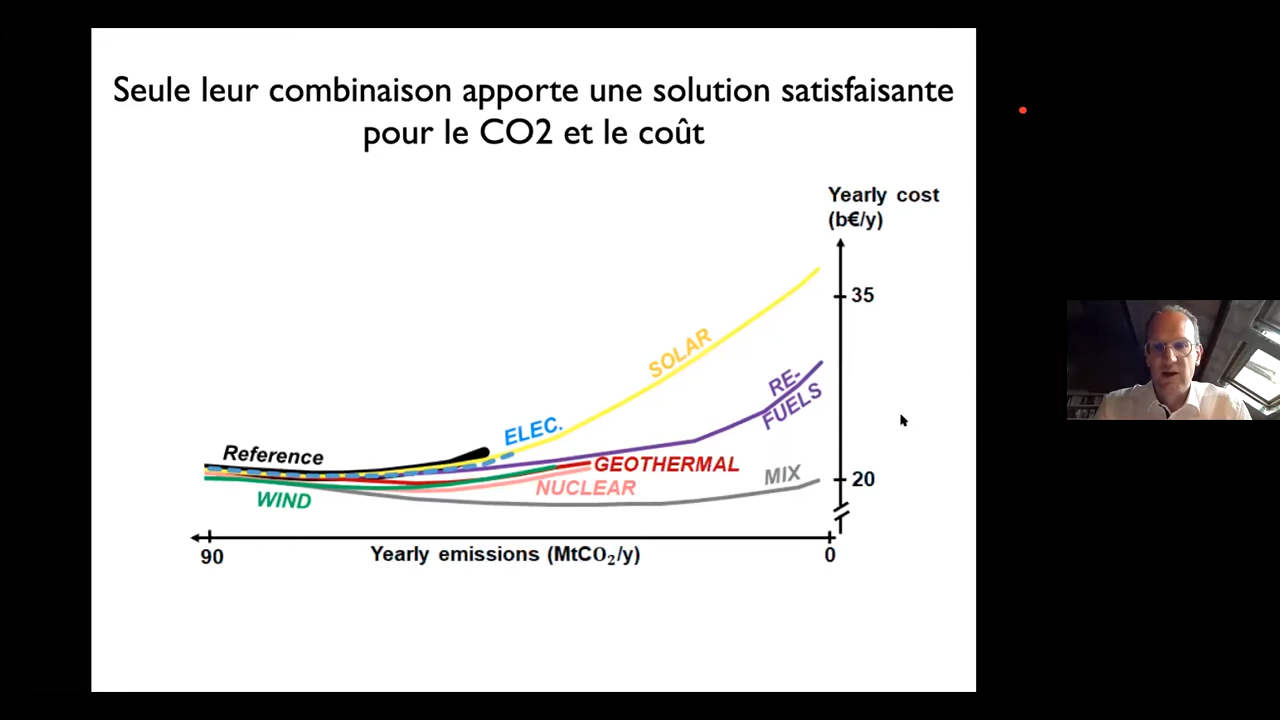 Seule leur combinaison apporte une solution satisfaisante
pour le CO2 et le coût
Yearly cost
(b€/y)
35
SOLAR
RE-
FUELS
ELEC.
Reference
GEOTHERMAL
MIX
20
NUCLEAR
WIND
90
Yearly emissions (MtCO₂/y)
0